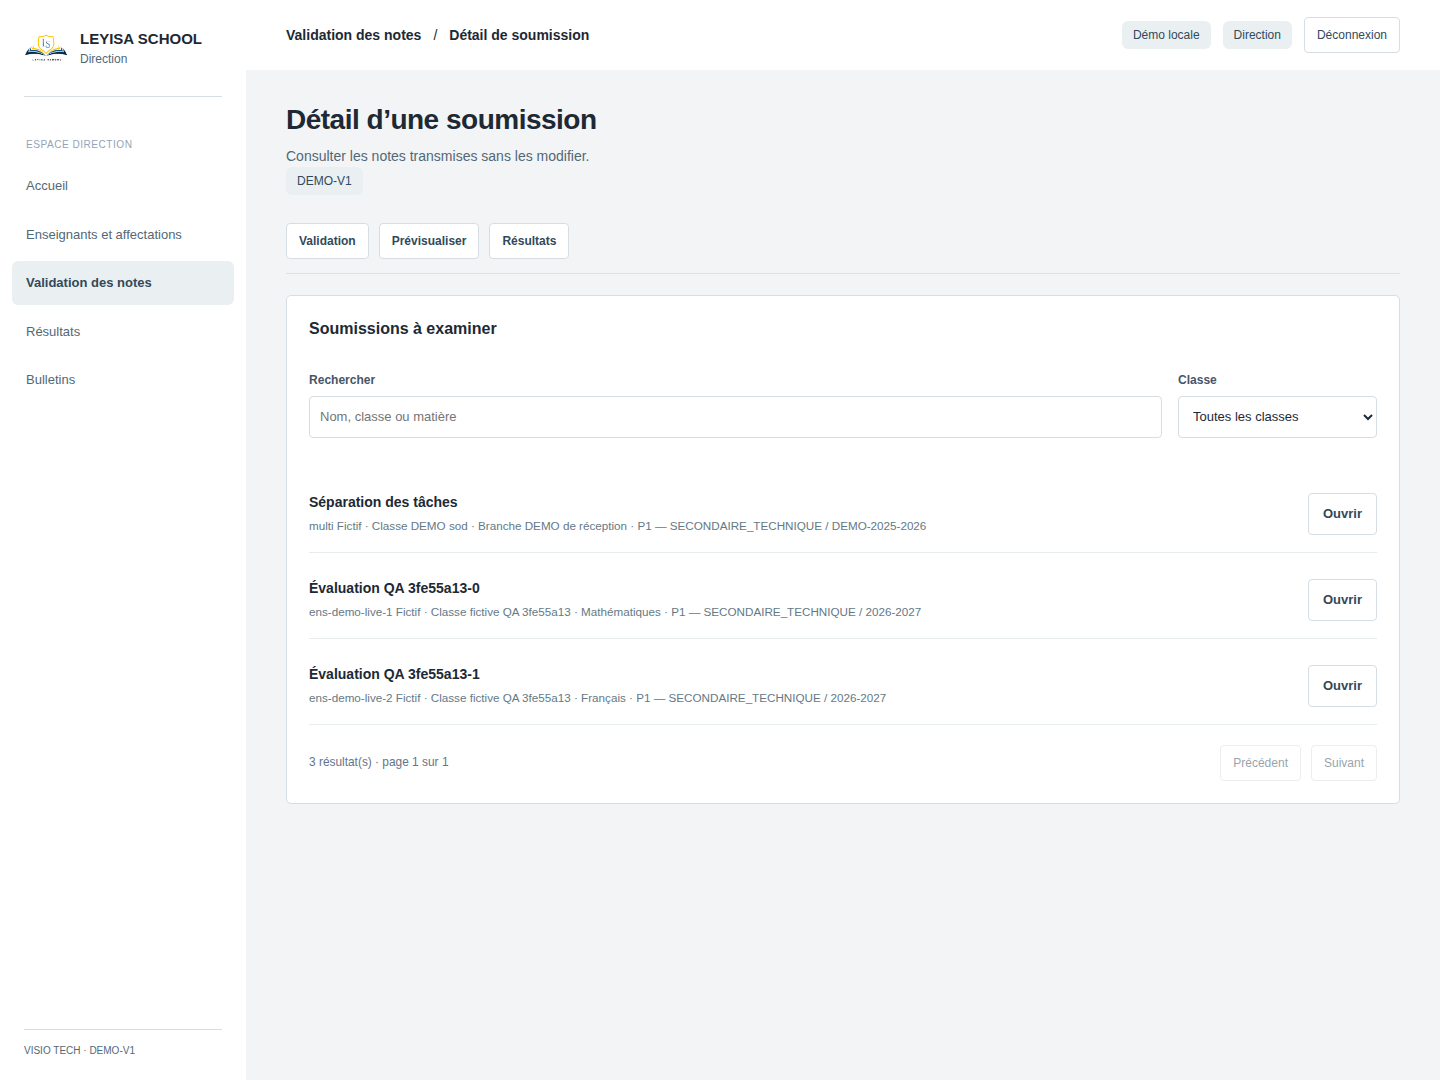 LEYISA SCHOOL
Direction
ESPACE DIRECTION
Accueil
Enseignants et affectations
Validation des notes
Résultats
Bulletins
VISIO TECH · DEMO-V1
Validation des notes / Détail de soumission
Démo locale
Direction
Déconnexion
Détail d’une soumission
Consulter les notes transmises sans les modifier.
DEMO-V1
Validation
Prévisualiser
Résultats
Soumissions à examiner
Rechercher
Classe
Nom, classe ou matière
Toutes les classes
Séparation des tâches
multi Fictif · Classe DEMO sod · Branche DEMO de réception · P1 — SECONDAIRE_TECHNIQUE / DEMO-2025-2026
Ouvrir
Évaluation QA 3fe55a13-0
ens-demo-live-1 Fictif · Classe fictive QA 3fe55a13 · Mathématiques · P1 — SECONDAIRE_TECHNIQUE / 2026-2027
Ouvrir
Évaluation QA 3fe55a13-1
ens-demo-live-2 Fictif · Classe fictive QA 3fe55a13 · Français · P1 — SECONDAIRE_TECHNIQUE / 2026-2027
Ouvrir
3 résultat(s) · page 1 sur 1
Précédent
Suivant